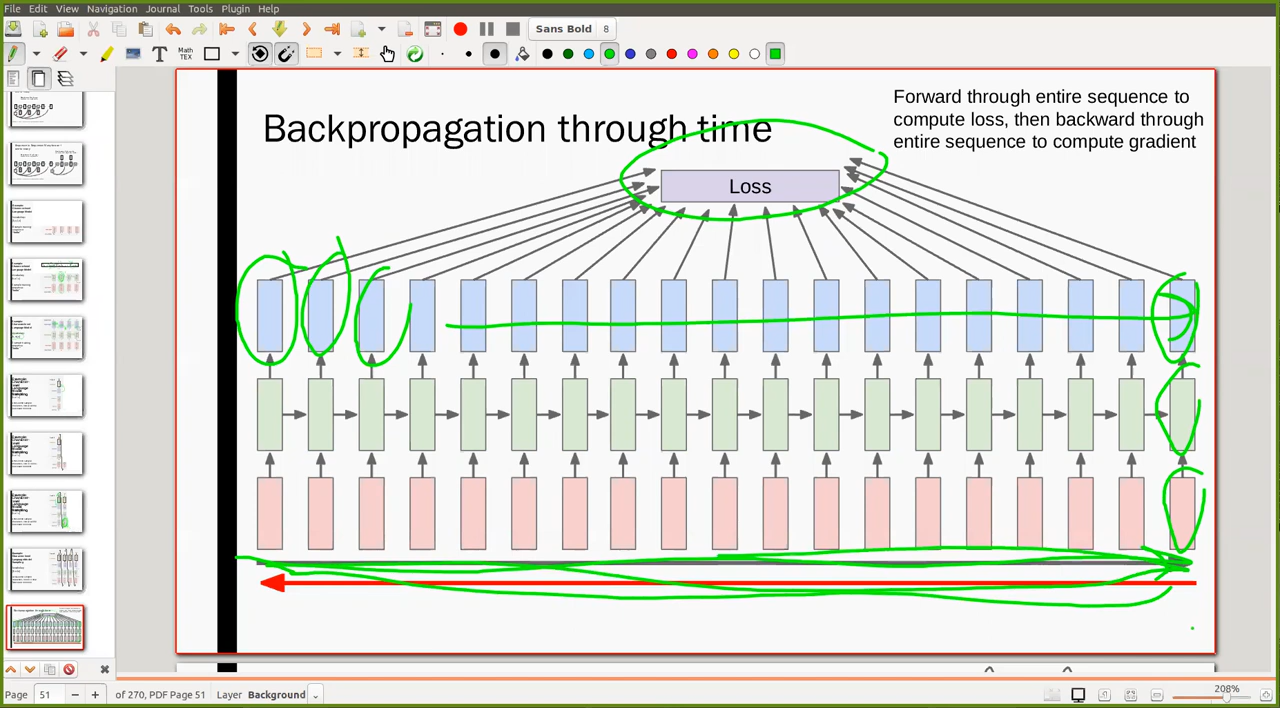 File Edit View Navigation Journal Tools Plugin Help
Sans Bold 8
T Math TEX
Backpropagation through time
Forward through entire sequence to
compute loss, then backward through
entire sequence to compute gradient
Loss
Page 51 of 270, PDF Page 51 Layer Background
208%